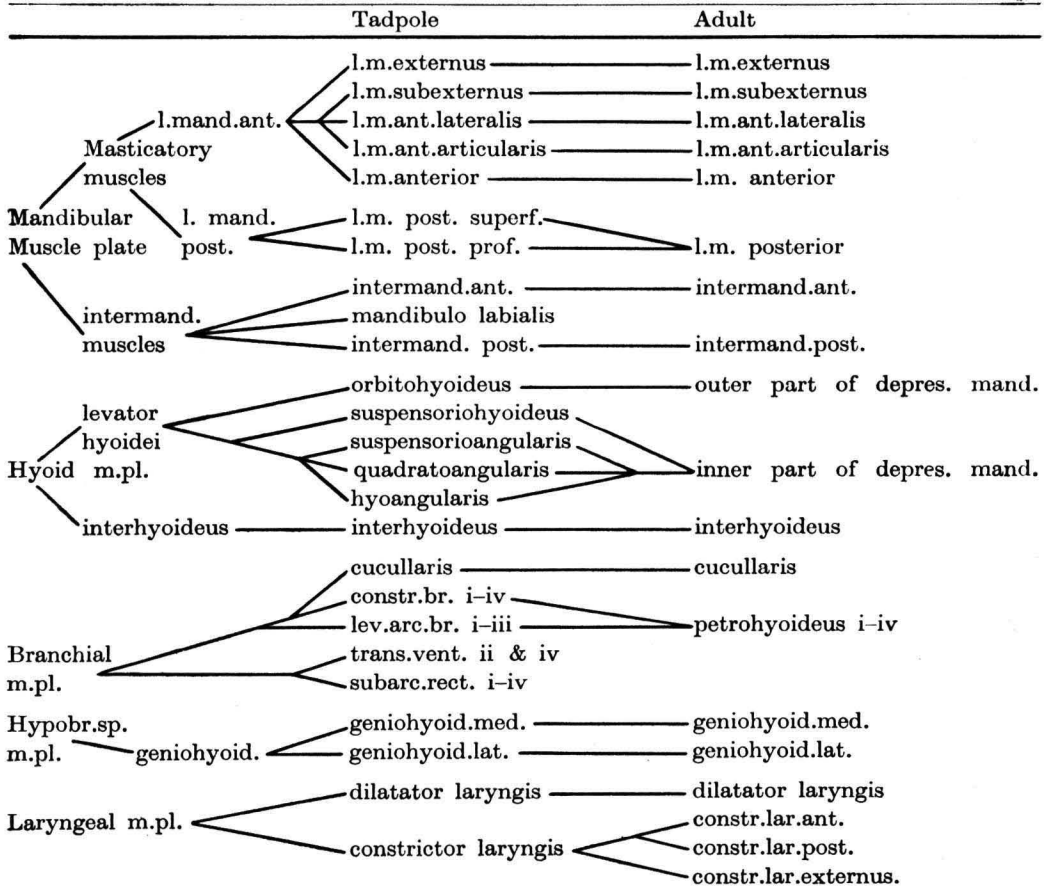 Tadpole Adult
l.m.externus l.m.externus
l.m.subexternus l.m.subexternus
l.mand.ant. l.m.ant.lateralis l.m.ant.lateralis
Masticatory l.m.ant.articularis l.m.ant.articularis
muscles l.m.anterior l.m. anterior
Mandibular l. mand. l.m. post. superf.
Muscle plate post. l.m. post. prof. l.m. posterior
intermand.ant. intermand.ant.
intermand. mandibulo labialis
muscles intermand. post. intermand.post.
orbitohyoideus outer part of depres. mand.
levator suspensoriohyoideus
hyoidei suspensorioangularis
Hyoid m.pl. quadratoangularis inner part of depres. mand.
hyoangularis
interhyoideus interhyoideus interhyoideus
cucullaris cucullaris
constr.br. i–iv
lev.arc.br. i–iii petrohyoideus i–iv
Branchial trans.vent. ii & iv
m.pl. subarc.rect. i–iv
Hypobr.sp. geniohyoid.med. geniohyoid.med.
m.pl. geniohyoid. geniohyoid.lat. geniohyoid.lat.
dilatator laryngis dilatator laryngis
Laryngeal m.pl. constr.lar.ant.
constrictor laryngis constr.lar.post.
constr.lar.externus.